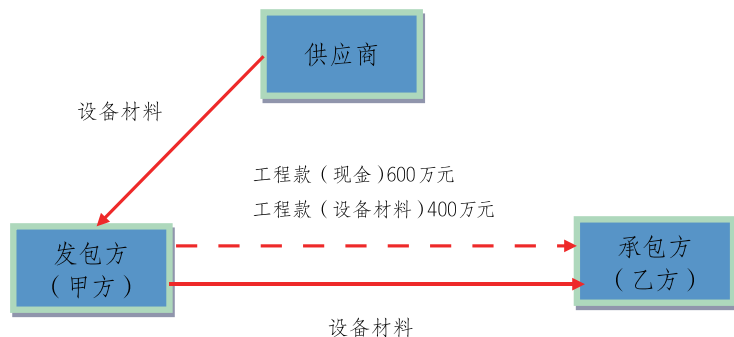 供应商
设备材料
工程款（现金）600万元
工程款（设备材料）400万元
发包方
（甲方）
承包方
（乙方）
设备材料